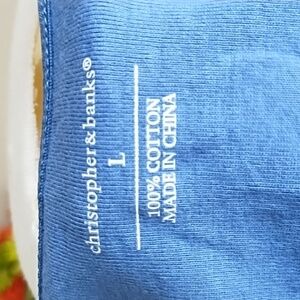 christopher & banks®
L
100% COTTON
MADE IN CHINA